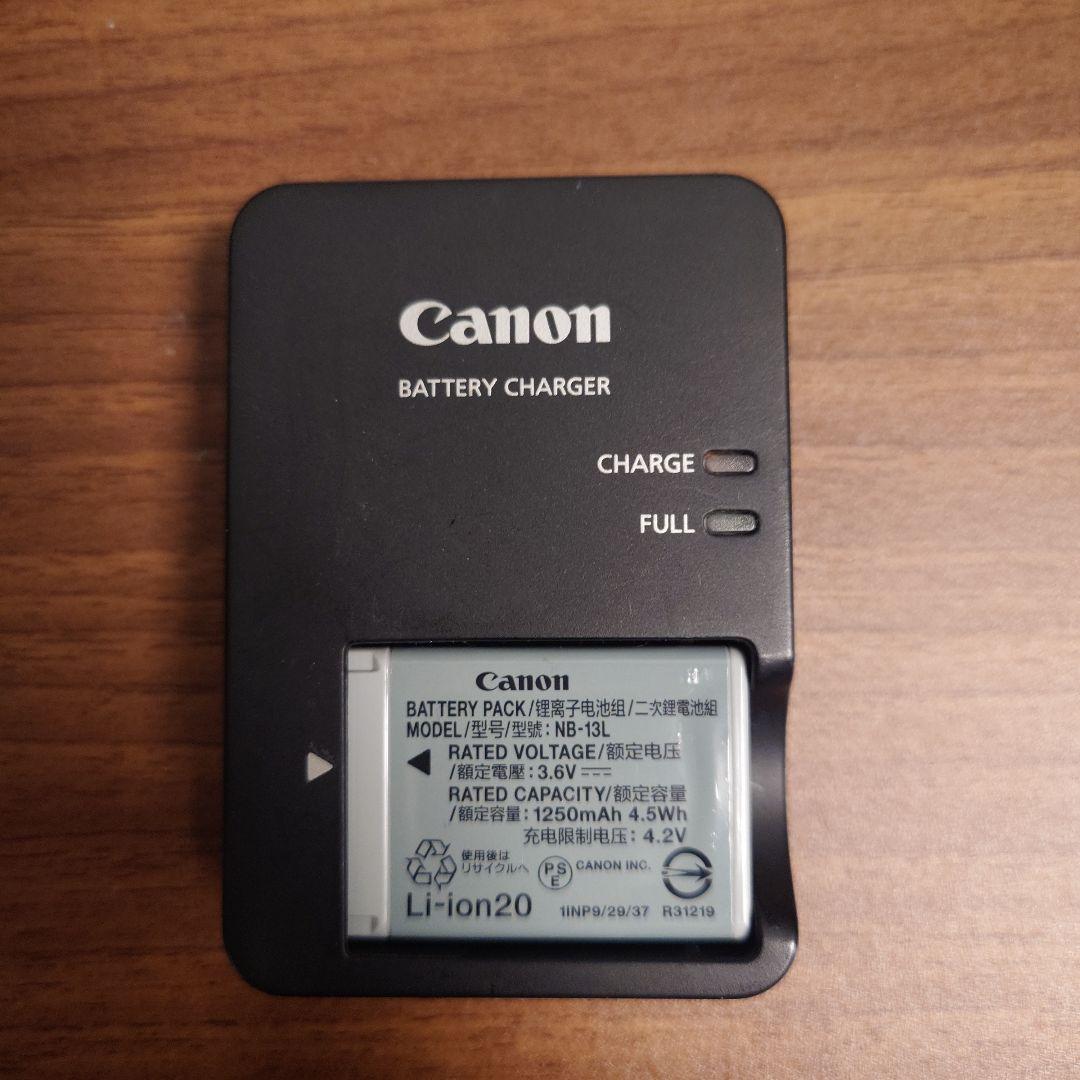 Canon
BATTERY CHARGER
CHARGE
FULL
Canon
BATTERY PACK/锂离子电池组/二次鋰電池組
MODEL/型号/型號: NB-13L
RATED VOLTAGE/额定电压
/額定電壓: 3.6V ⎓
RATED CAPACITY/额定容量
/額定容量: 1250mAh 4.5Wh
充电限制电压: 4.2V
使用後は
リサイクルへ
PS
E
CANON INC.
Li-ion20
1INP9/29/37
R31219